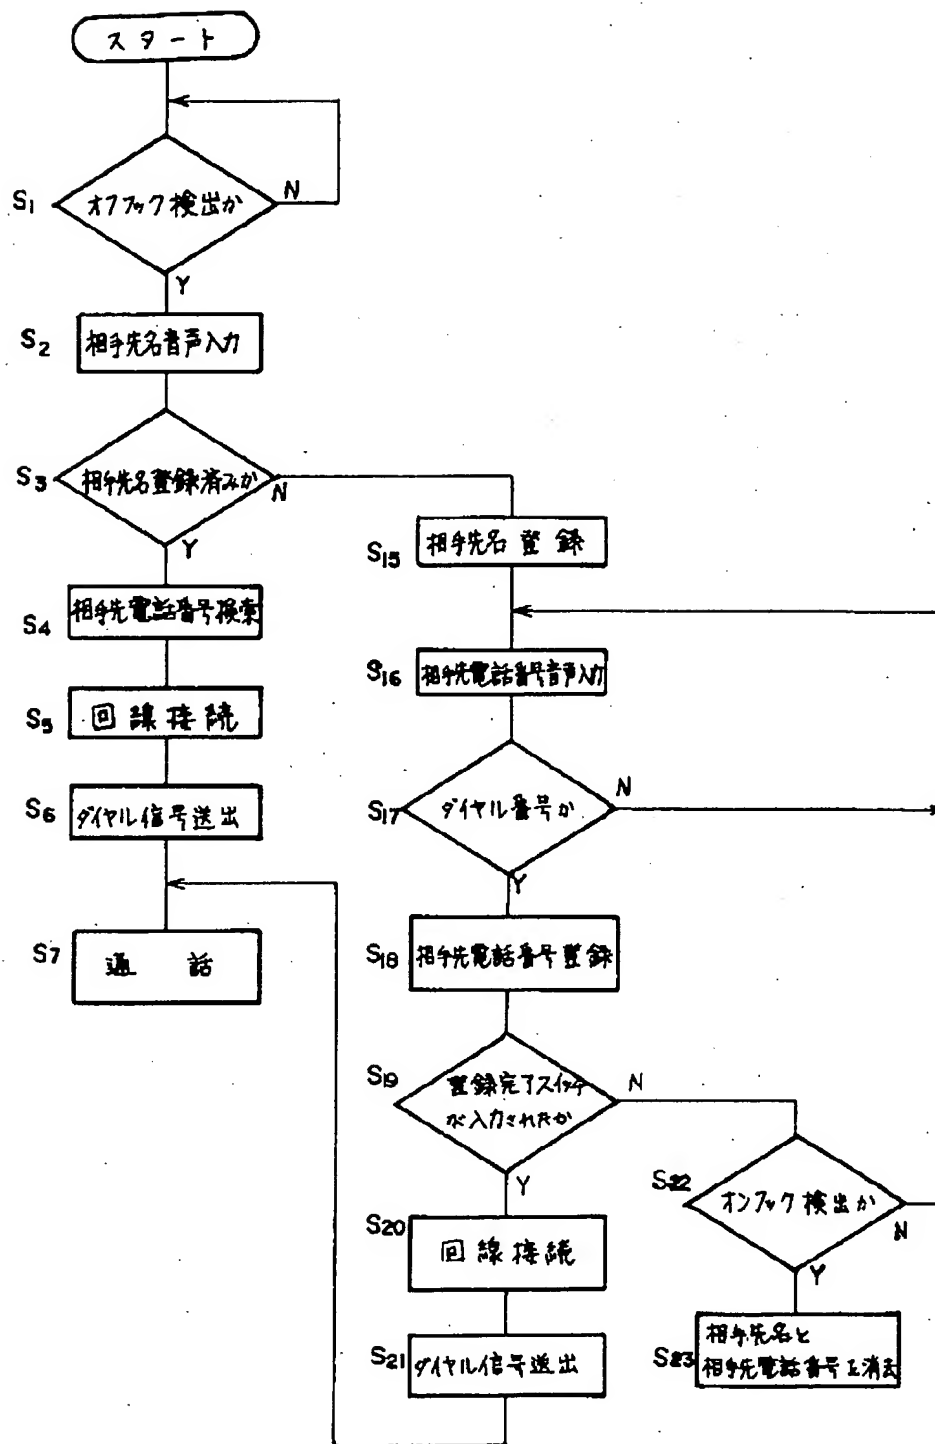 スタート
S1
オフフック検出か
N
Y
S2
相手先名音声入力
S3
相手先名登録済みか
N
Y
S4
相手先電話番号検索
S5
回線接続
S6
ダイヤル信号送出
S7
通話
S15
相手先名登録
S16
相手先電話番号音声入力
S17
ダイヤル番号か
N
Y
S18
相手先電話番号登録
S19
登録完了スイッチ
が入力されたか
N
Y
S20
回線接続
S21
ダイヤル信号送出
S22
オンフック検出か
N
Y
S23
相手先名と
相手先電話番号を消去